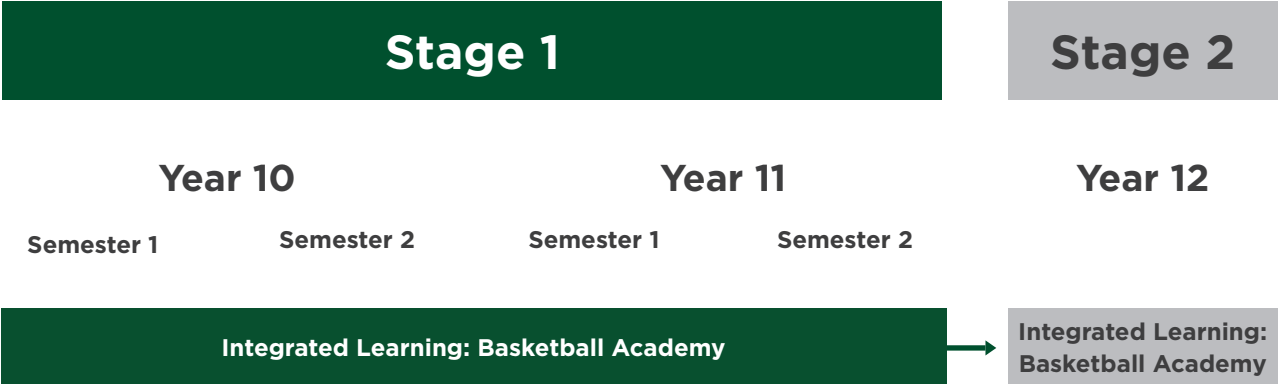 Stage 1
Stage 2
Year 10
Year 11
Year 12
Semester 1
Semester 2
Semester 1
Semester 2
Integrated Learning: Basketball Academy
Integrated Learning:
Basketball Academy